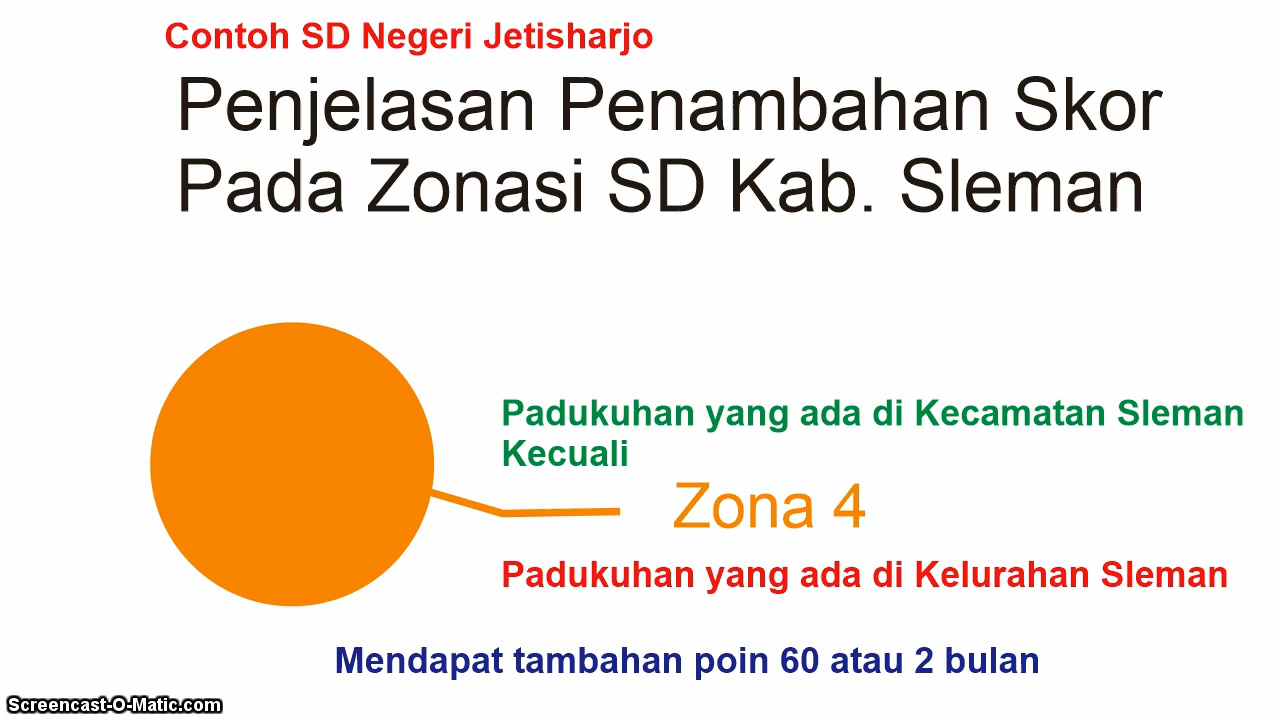 Contoh SD Negeri Jetisharjo
Penjelasan Penambahan Skor
Pada Zonasi SD Kab. Sleman
Padukuhan yang ada di Kecamatan Sleman
Kecuali
Zona 4
Padukuhan yang ada di Kelurahan Sleman
Mendapat tambahan poin 60 atau 2 bulan
Screencast-O-Matic.com